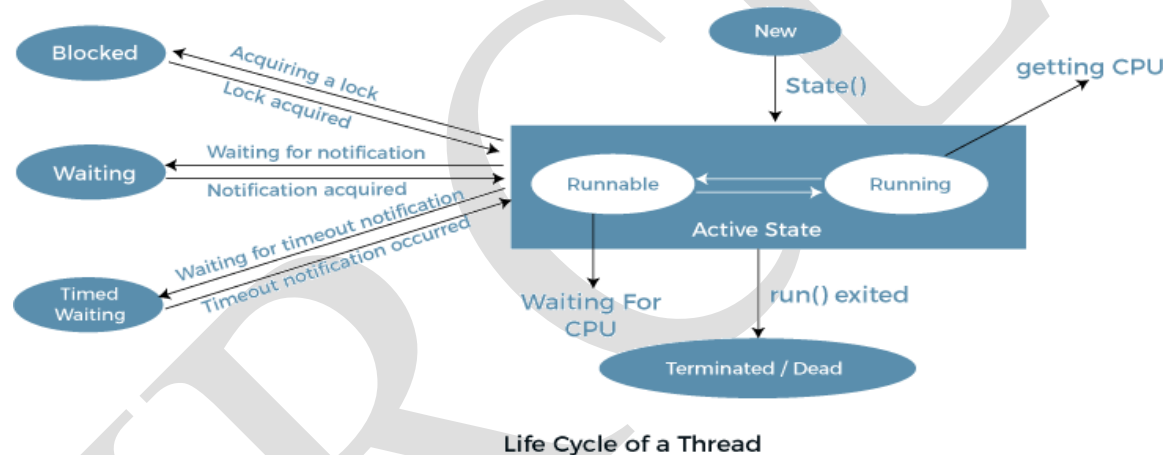 New
Blocked
Acquiring a lock
Lock acquired
State()
getting CPU
Waiting
Waiting for notification
Notification acquired
Runnable
Running
Active State
Timed
Waiting
Waiting for timeout notification
Timeout notification occurred
Waiting For
CPU
run() exited
Terminated / Dead
Life Cycle of a Thread